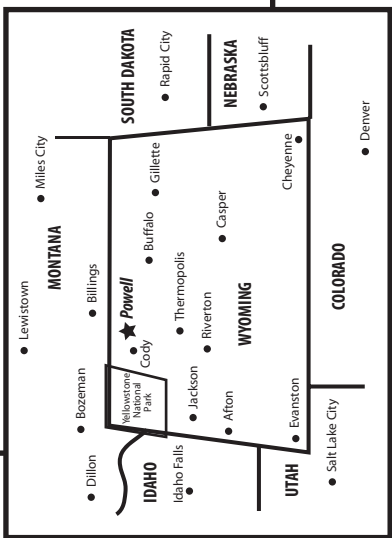 Lewistown
MONTANA
Miles City
Dillon
Bozeman
Billings
SOUTH DAKOTA
Rapid City
Yellowstone
National
Park
Powell
Cody
Buffalo
Gillette
IDAHO
Idaho Falls
Jackson
Thermopolis
Riverton
Casper
NEBRASKA
Scottsbluff
Afton
WYOMING
Evanston
Cheyenne
UTAH
Salt Lake City
COLORADO
Denver